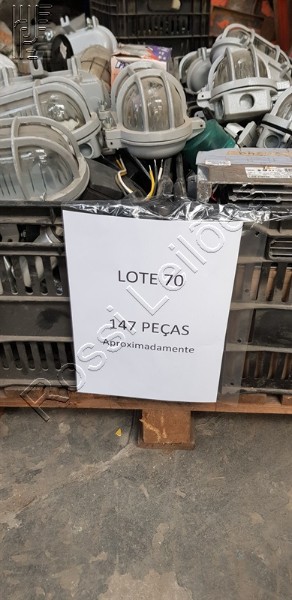 LOTE 70
147 PEÇAS
Aproximadamente
Rossi Leilões